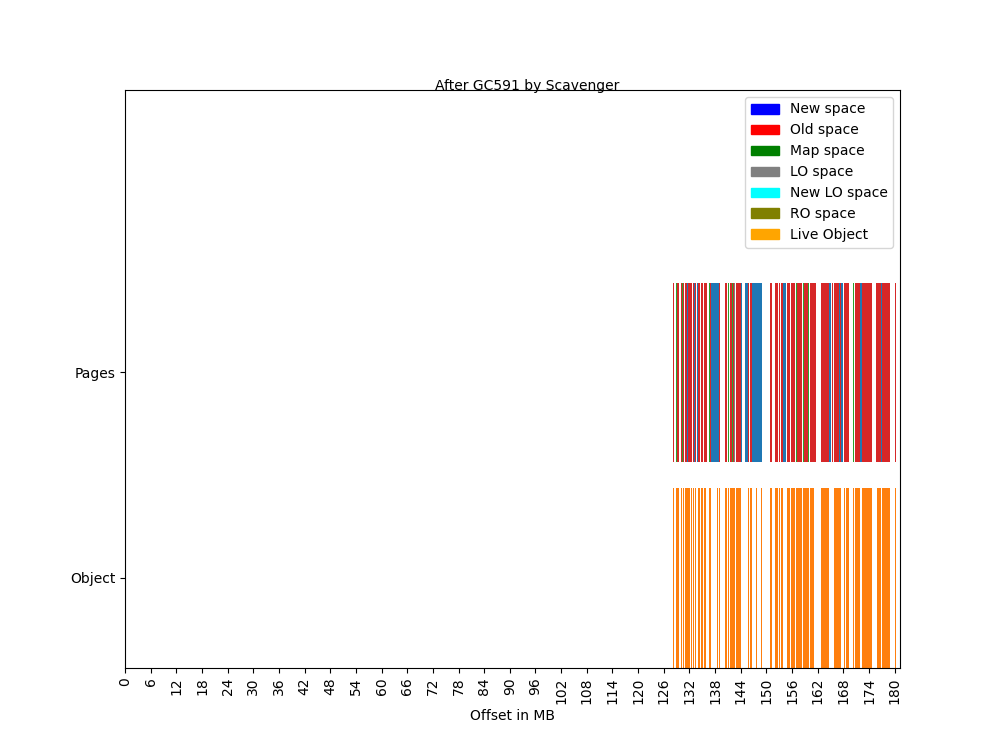 After GC591 by Scavenger
New space
Old space
Map space
LO space
New LO space
RO space
Live Object
Pages
Object
0 6 12 18 24 30 36 42 48 54 60 66 72 78 84 90 96 102 108 114 120 126 132 138 144 150 156 162 168 174 180
Offset in MB